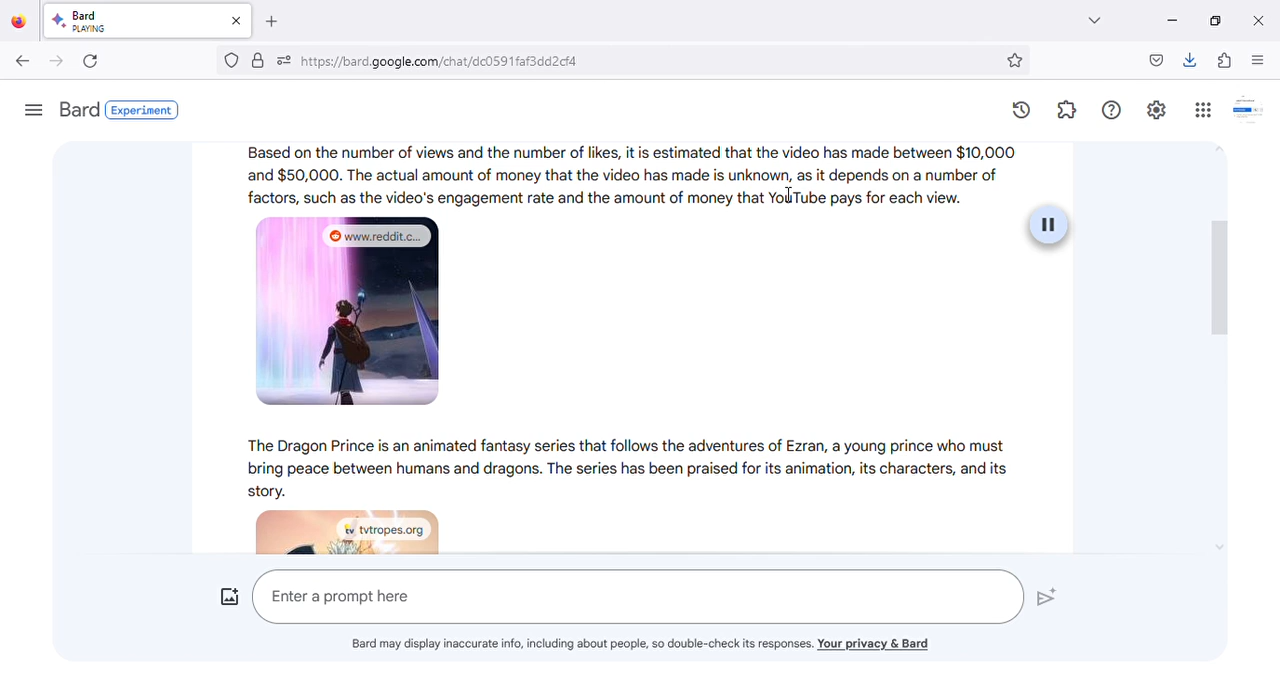 Bard
PLAYING
https://bard.google.com/chat/dc0591faf3dd2cf4
Bard Experiment
Based on the number of views and the number of likes, it is estimated that the video has made between $10,000
and $50,000. The actual amount of money that the video has made is unknown, as it depends on a number of
factors, such as the video's engagement rate and the amount of money that YouTube pays for each view.
www.reddit.c...
The Dragon Prince is an animated fantasy series that follows the adventures of Ezran, a young prince who must
bring peace between humans and dragons. The series has been praised for its animation, its characters, and its
story.
tv tvtropes.org
Enter a prompt here
Bard may display inaccurate info, including about people, so double-check its responses. Your privacy & Bard